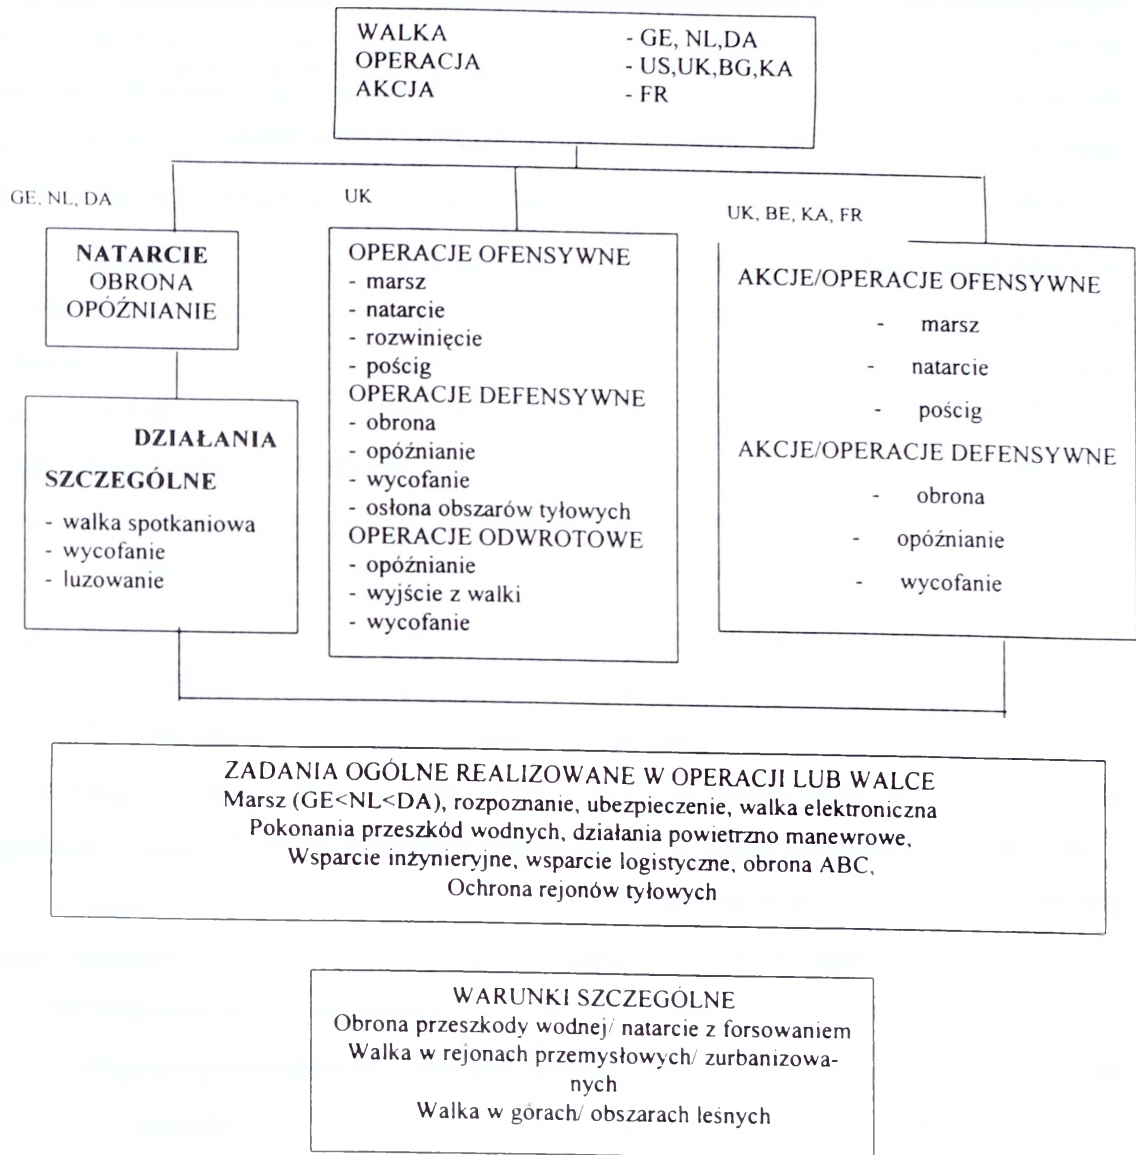 WALKA - GE, NL,DA
OPERACJA - US,UK,BG,KA
AKCJA - FR
GE, NL, DA
NATARCIE
OBRONA
OPÓŹNIANIE
DZIAŁANIA
SZCZEGÓLNE
- walka spotkaniowa
- wycofanie
- luzowanie
UK
OPERACJE OFENSYWNE
- marsz
- natarcie
- rozwinięcie
- pościg
OPERACJE DEFENSYWNE
- obrona
- opóźnianie
- wycofanie
- osłona obszarów tyłowych
OPERACJE ODWROTOWE
- opóźnianie
- wyjście z walki
- wycofanie
UK, BE, KA, FR
AKCJE/OPERACJE OFENSYWNE
- marsz
- natarcie
- pościg
AKCJE/OPERACJE DEFENSYWNE
- obrona
- opóźnianie
- wycofanie
ZADANIA OGÓLNE REALIZOWANE W OPERACJI LUB WALCE
Marsz (GE<NL<DA), rozpoznanie, ubezpieczenie, walka elektroniczna
Pokonania przeszkód wodnych, działania powietrzno manewrowe,
Wsparcie inżynieryjne, wsparcie logistyczne, obrona ABC,
Ochrona rejonów tyłowych
WARUNKI SZCZEGÓLNE
Obrona przeszkody wodnej/ natarcie z forsowaniem
Walka w rejonach przemysłowych/ zurbanizowa-
nych
Walka w górach/ obszarach leśnych